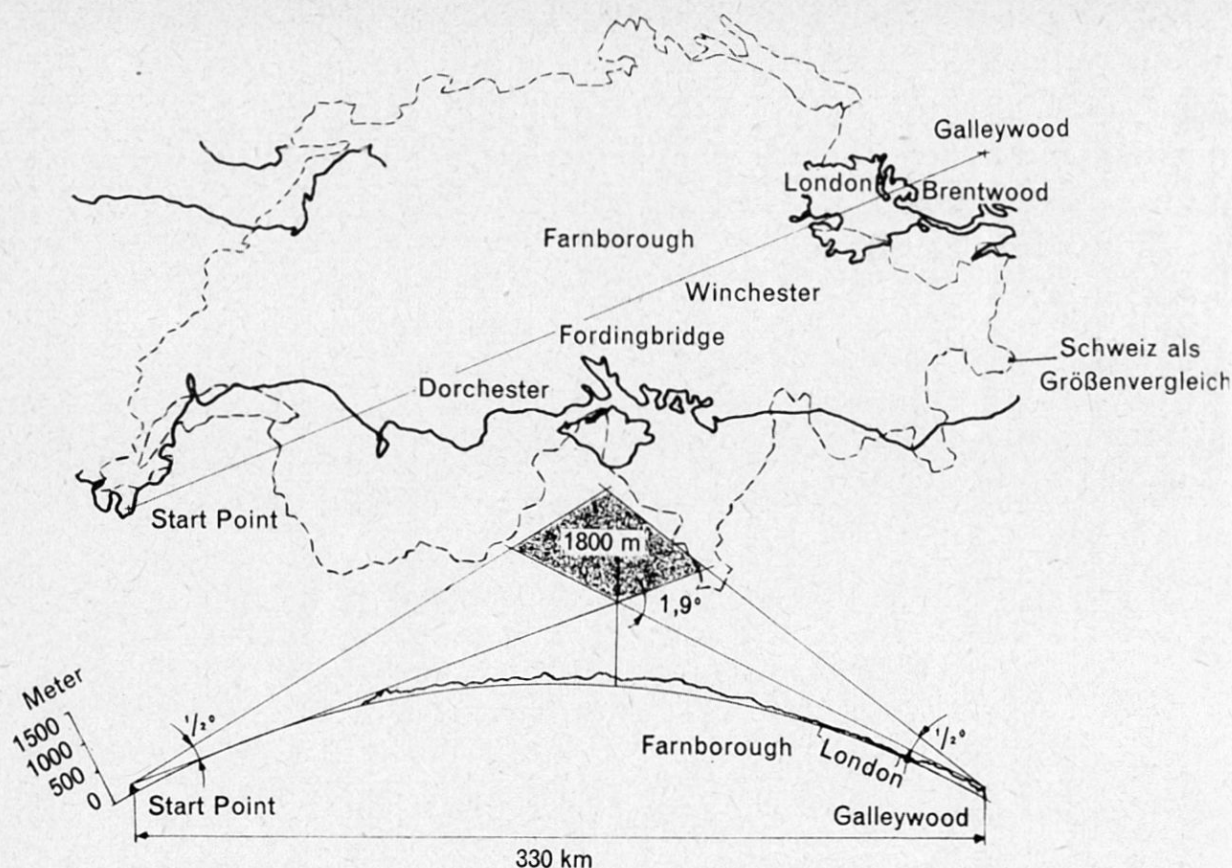 Galleywood
London
Brentwood
Farnborough
Winchester
Fordingbridge
Schweiz als
Größenvergleich
Dorchester
Start Point
1800 m
1,9°
Meter
1500
1000
500
0
1/2°
1/2°
Farnborough
London
Start Point
Galleywood
330 km